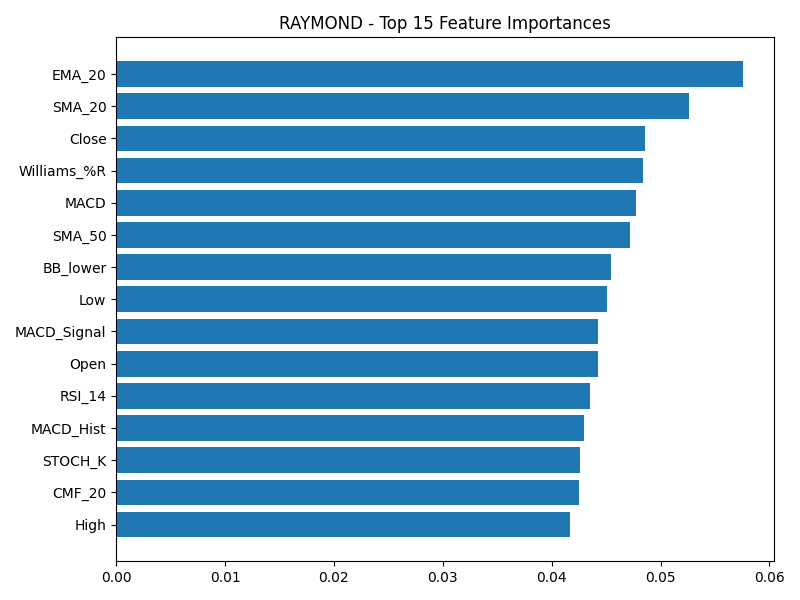 RAYMOND - Top 15 Feature Importances
EMA_20
SMA_20
Close
Williams_%R
MACD
SMA_50
BB_lower
Low
MACD_Signal
Open
RSI_14
MACD_Hist
STOCH_K
CMF_20
High
0.00 0.01 0.02 0.03 0.04 0.05 0.06